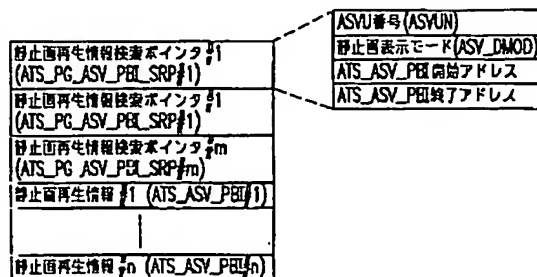 静止画再生情報検索ポインタ#1
(ATS_PG_ASV_PBI_SRP#1)
静止画再生情報検索ポインタ#1
(ATS_PG_ASV_PBI_SRP#1)
静止画再生情報検索ポインタ#m
(ATS_PG_ASV_PBI_SRP#m)
静止画再生情報 #1 (ATS_ASV_PBI#1)
静止画再生情報#n (ATS_ASV_PBI#n)
ASVU番号(ASVUN)
静止画表示モード(ASV_DMOD)
ATS_ASV_PBI開始アドレス
ATS_ASV_PBI終了アドレス